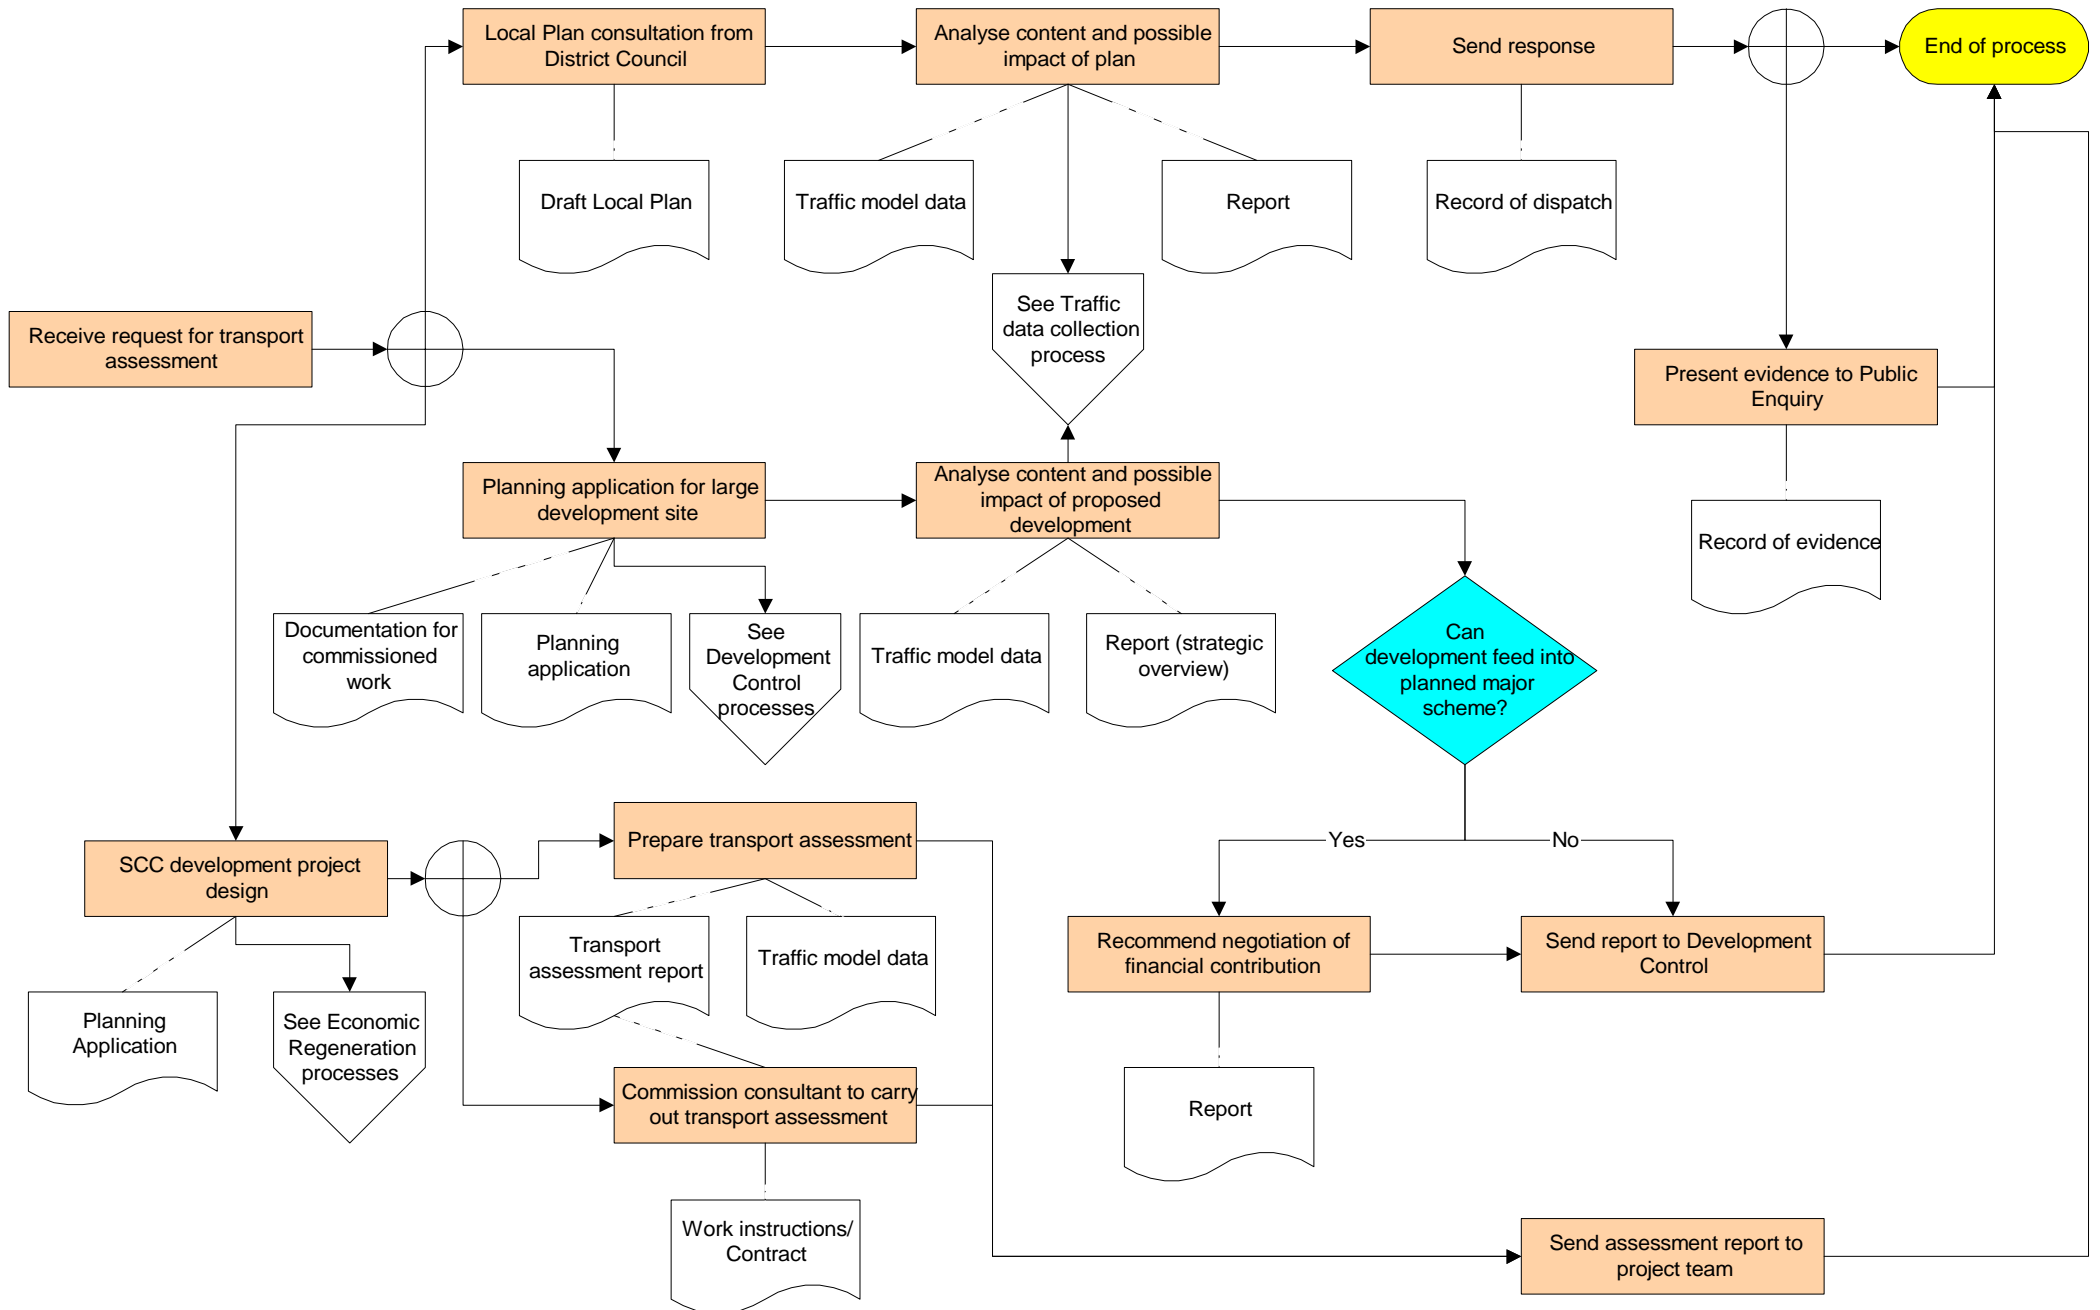 Local Plan consultation from
District Council
Analyse content and possible
impact of plan
Send response
End of process
Draft Local Plan
Traffic model data
Report
Record of dispatch
See Traffic
data collection
process
Receive request for transport
assessment
Present evidence to Public
Enquiry
Record of evidence
Planning application for large
development site
Analyse content and possible
impact of proposed
development
Documentation for
commissioned
work
Planning
application
See
Development
Control
processes
Traffic model data
Report (strategic
overview)
Can
development feed into
planned major
scheme?
Yes
No
SCC development project
design
Prepare transport assessment
Transport
assessment report
Traffic model data
Recommend negotiation of
financial contribution
Send report to Development
Control
Planning
Application
See Economic
Regeneration
processes
Commission consultant to carry
out transport assessment
Report
Work instructions/
Contract
Send assessment report to
project team